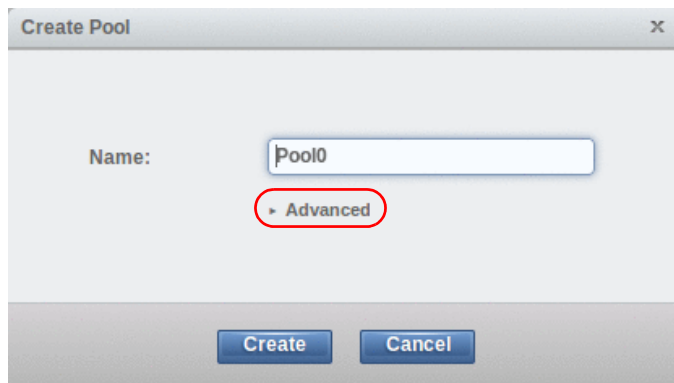 Create Pool x
Name: Pool0
▸ Advanced
Create Cancel